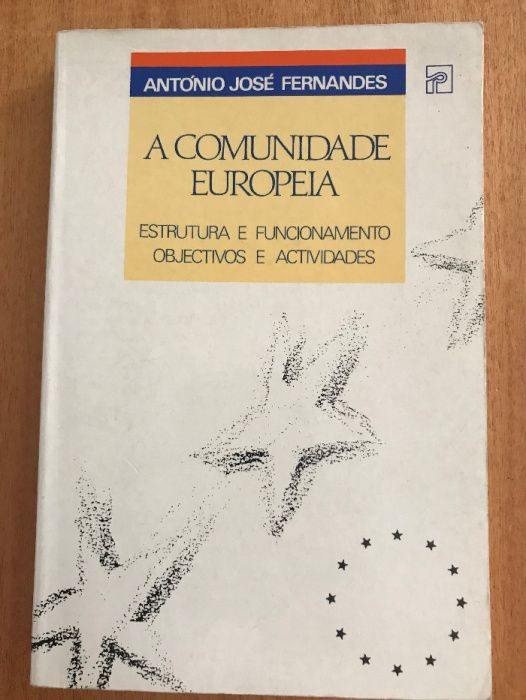 ANTÓNIO JOSÉ FERNANDES
A COMUNIDADE
EUROPEIA
ESTRUTURA E FUNCIONAMENTO
OBJECTIVOS E ACTIVIDADES